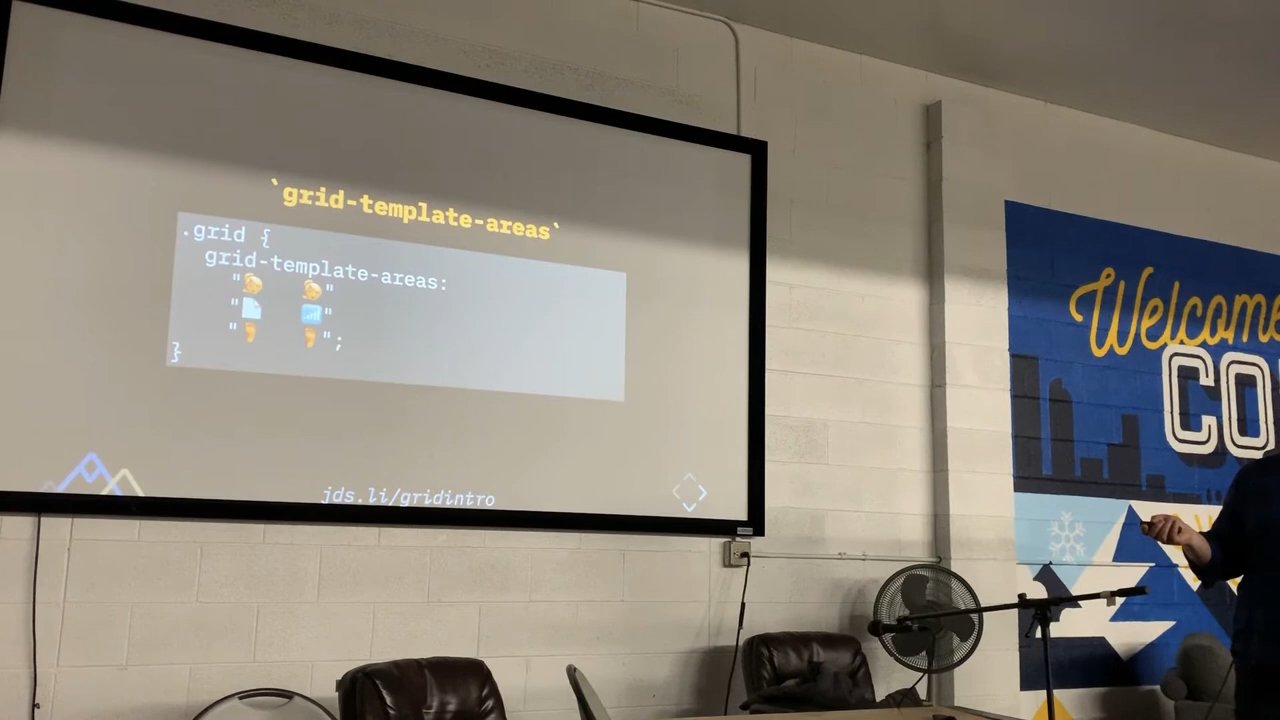 `grid-template-areas`
.grid {
grid-template-areas:
"🤕 🤕"
"📄 📶"
"🦶 🦶";
}
jds.li/gridintro
Welcome
CO